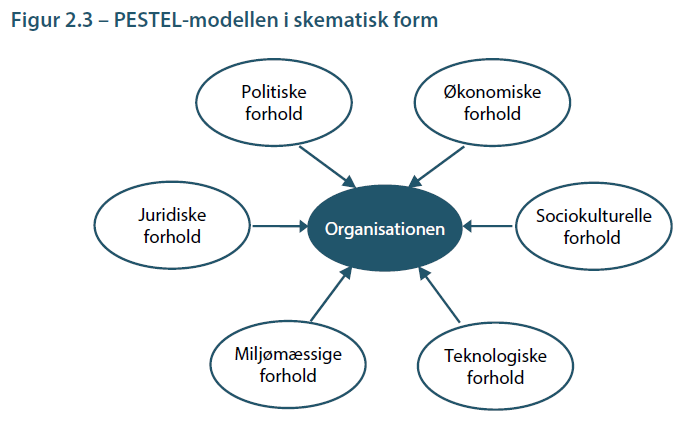 Figur 2.3 – PESTEL-modellen i skematisk form
Politiske
forhold
Økonomiske
forhold
Juridiske
forhold
Organisationen
Sociokulturelle
forhold
Miljømæssige
forhold
Teknologiske
forhold